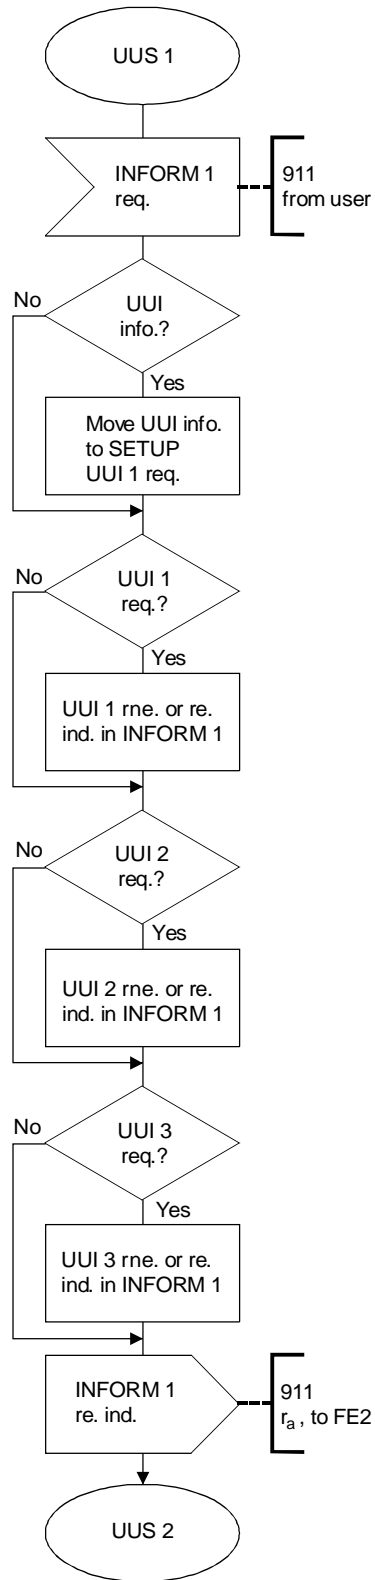 UUS 1
INFORM 1
req.
911
from user
UUI
info.?
No
Yes
Move UUI info.
to SETUP
UUI 1 req.
UUI 1
req.?
No
Yes
UUI 1 rne. or re.
ind. in INFORM 1
UUI 2
req.?
No
Yes
UUI 2 rne. or re.
ind. in INFORM 1
UUI 3
req.?
No
Yes
UUI 3 rne. or re.
ind. in INFORM 1
INFORM 1
re. ind.
911
ra , to FE2
UUS 2